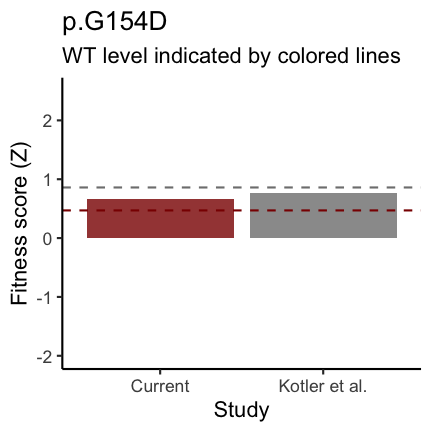 p.G154D
WT level indicated by colored lines
Fitness score (Z)
2
1
0
-1
-2
Current
Kotler et al.
Study